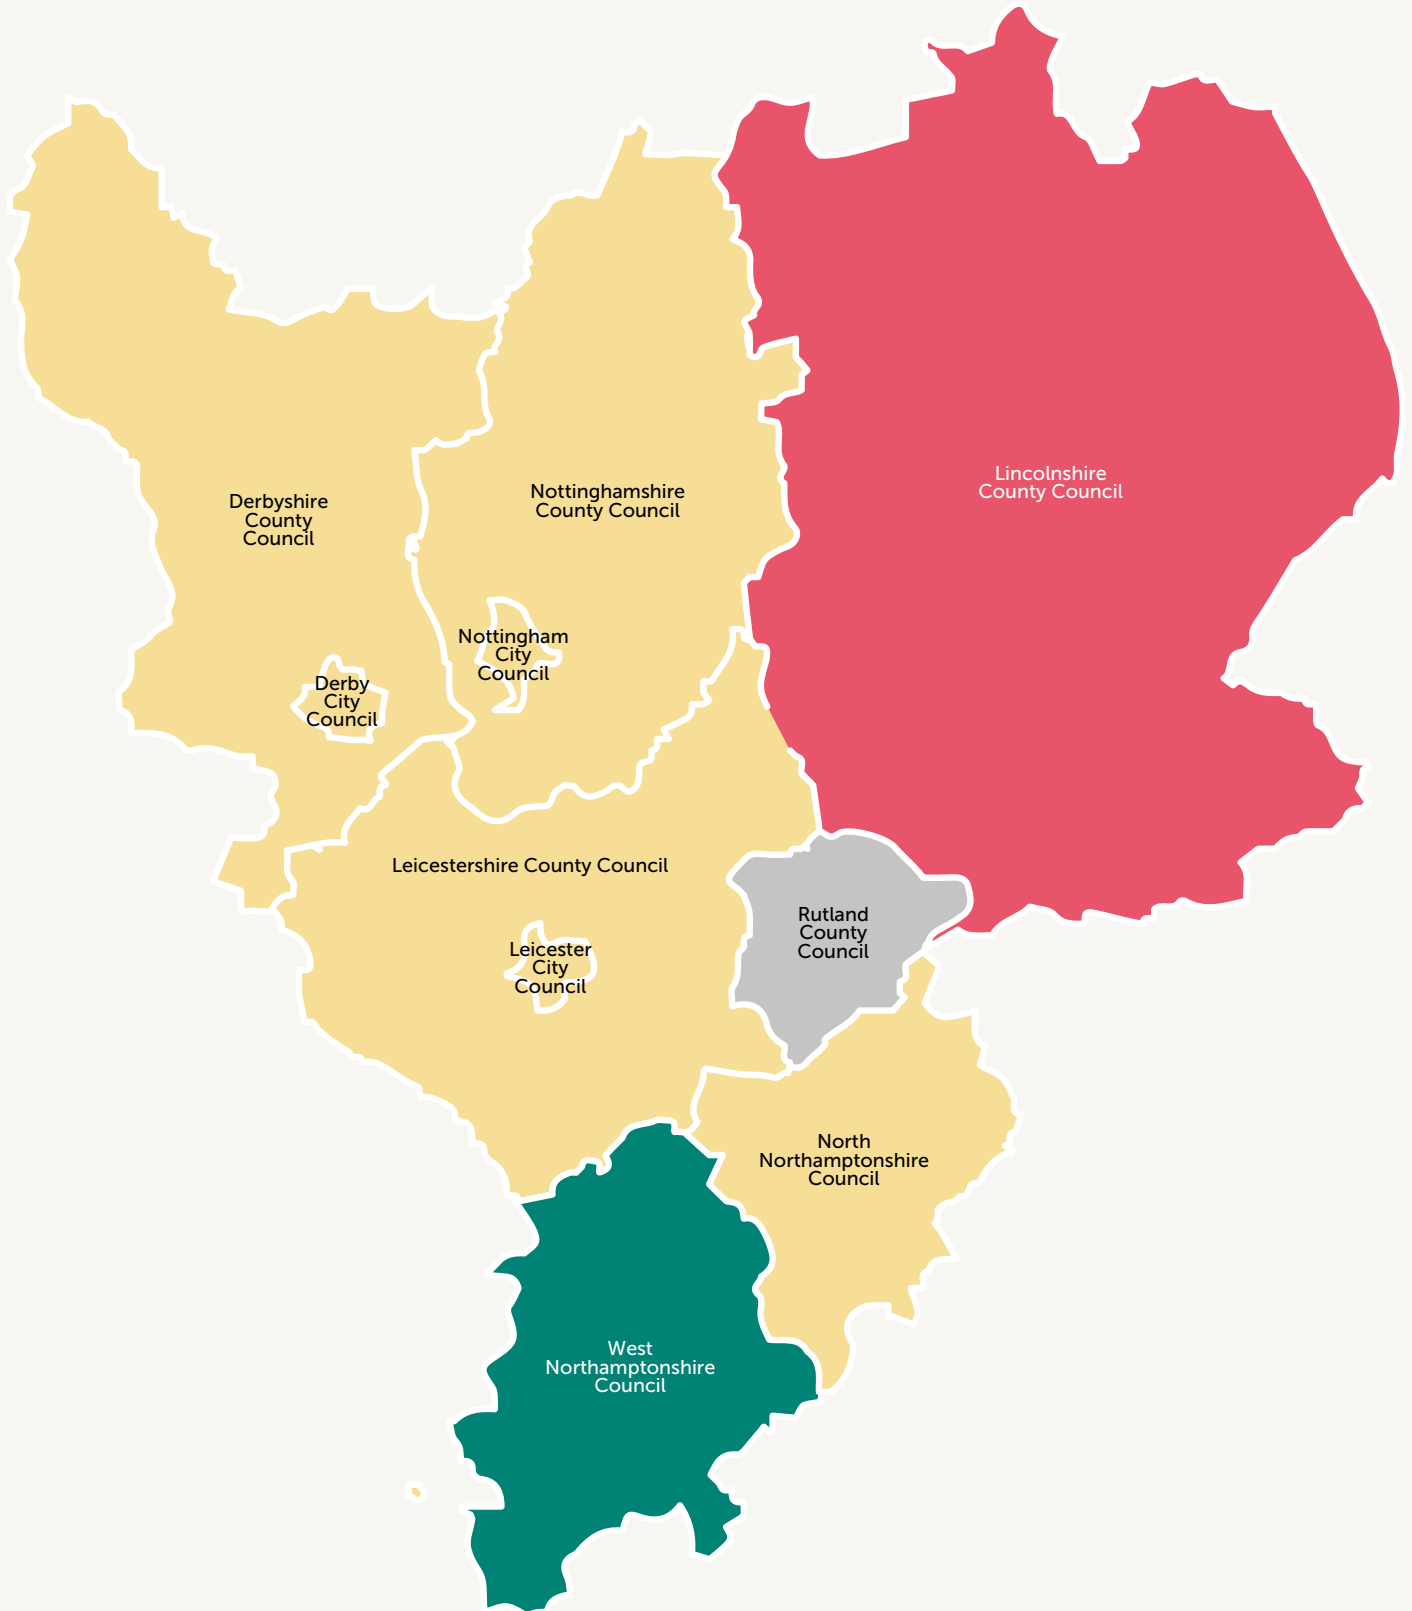 Lincolnshire
County Council
Nottinghamshire
County Council
Derbyshire
County
Council
Nottingham
City
Council
Derby
City
Council
Leicestershire County Council
Rutland
County
Council
Leicester
City
Council
North
Northamptonshire
Council
West
Northamptonshire
Council